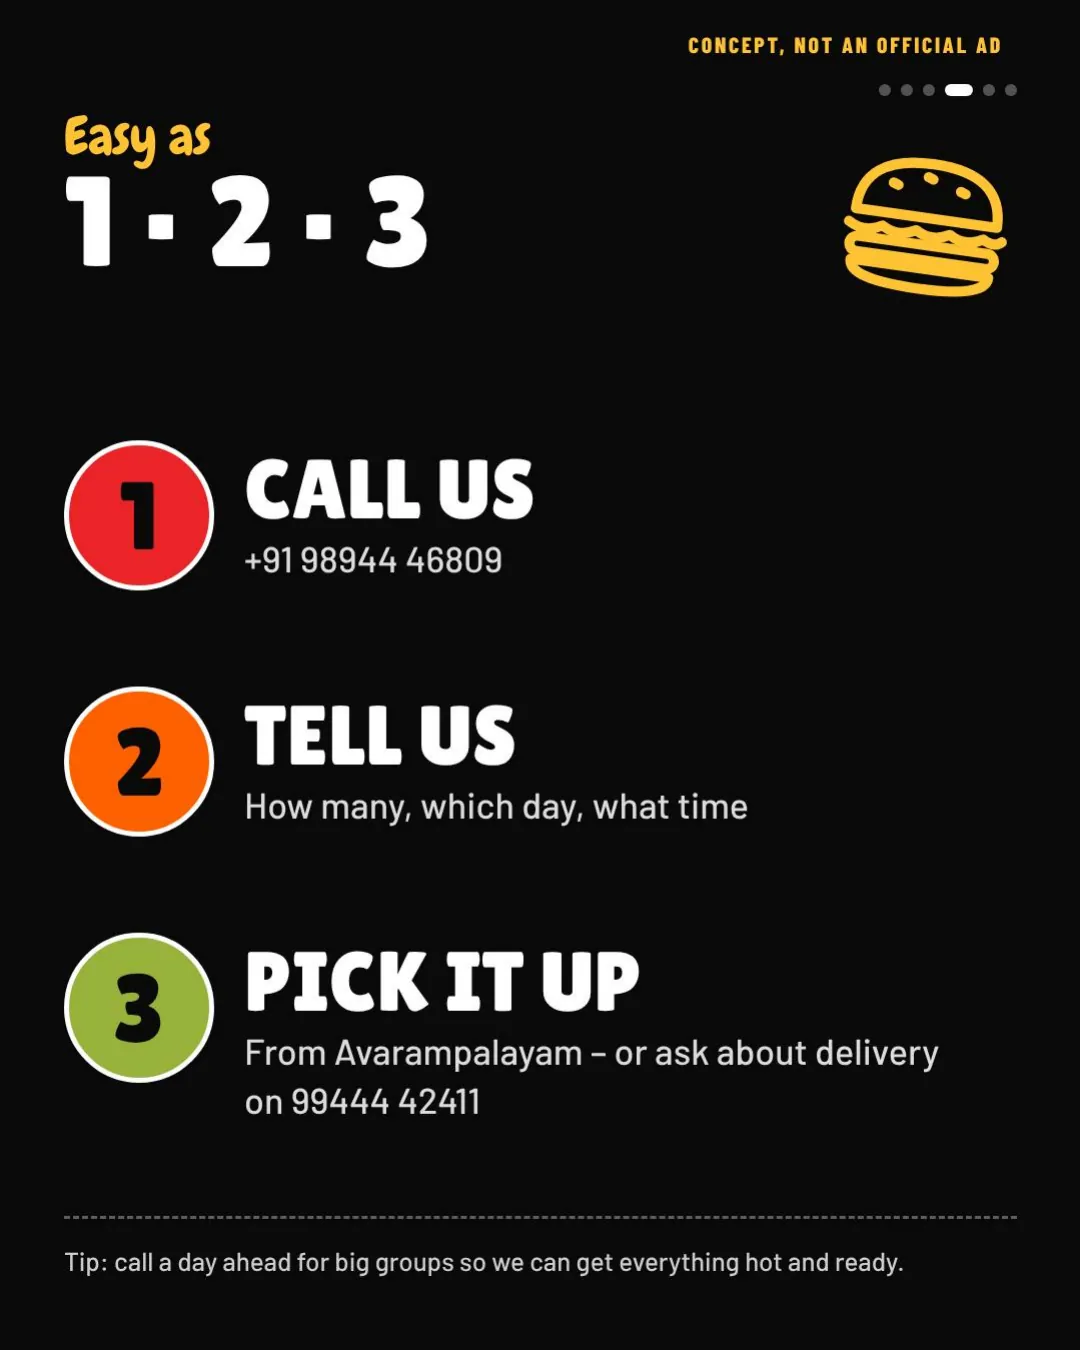 CONCEPT, NOT AN OFFICIAL AD
Easy as
1 · 2 · 3
1
CALL US
+91 98944 46809
2
TELL US
How many, which day, what time
3
PICK IT UP
From Avarampalayam – or ask about delivery
on 99444 42411
Tip: call a day ahead for big groups so we can get everything hot and ready.